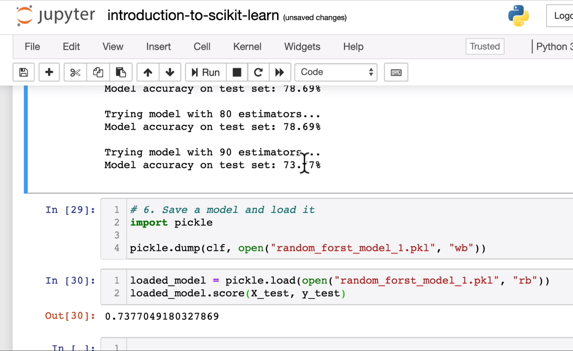 jupyter introduction-to-scikit-learn (unsaved changes)
File Edit View Insert Cell Kernel Widgets Help Trusted Python 3
Run Code
Model accuracy on test set: 78.69%
Trying model with 80 estimators...
Model accuracy on test set: 78.69%
Trying model with 90 estimators...
Model accuracy on test set: 73.77%
In [29]: 1 # 6. Save a model and load it
2 import pickle
3
4 pickle.dump(clf, open("random_forst_model_1.pkl", "wb"))
In [30]: 1 loaded_model = pickle.load(open("random_forst_model_1.pkl", "rb"))
2 loaded_model.score(X_test, y_test)
Out[30]: 0.7377049180327869
In [ ]: 1